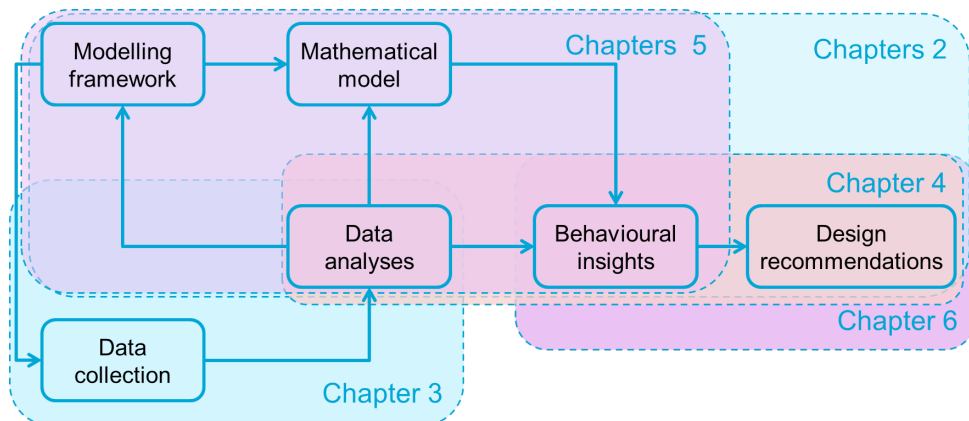 Modelling
framework
Mathematical
model
Chapters 5
Chapters 2
Chapter 4
Data
analyses
Behavioural
insights
Design
recommendations
Chapter 6
Data
collection
Chapter 3